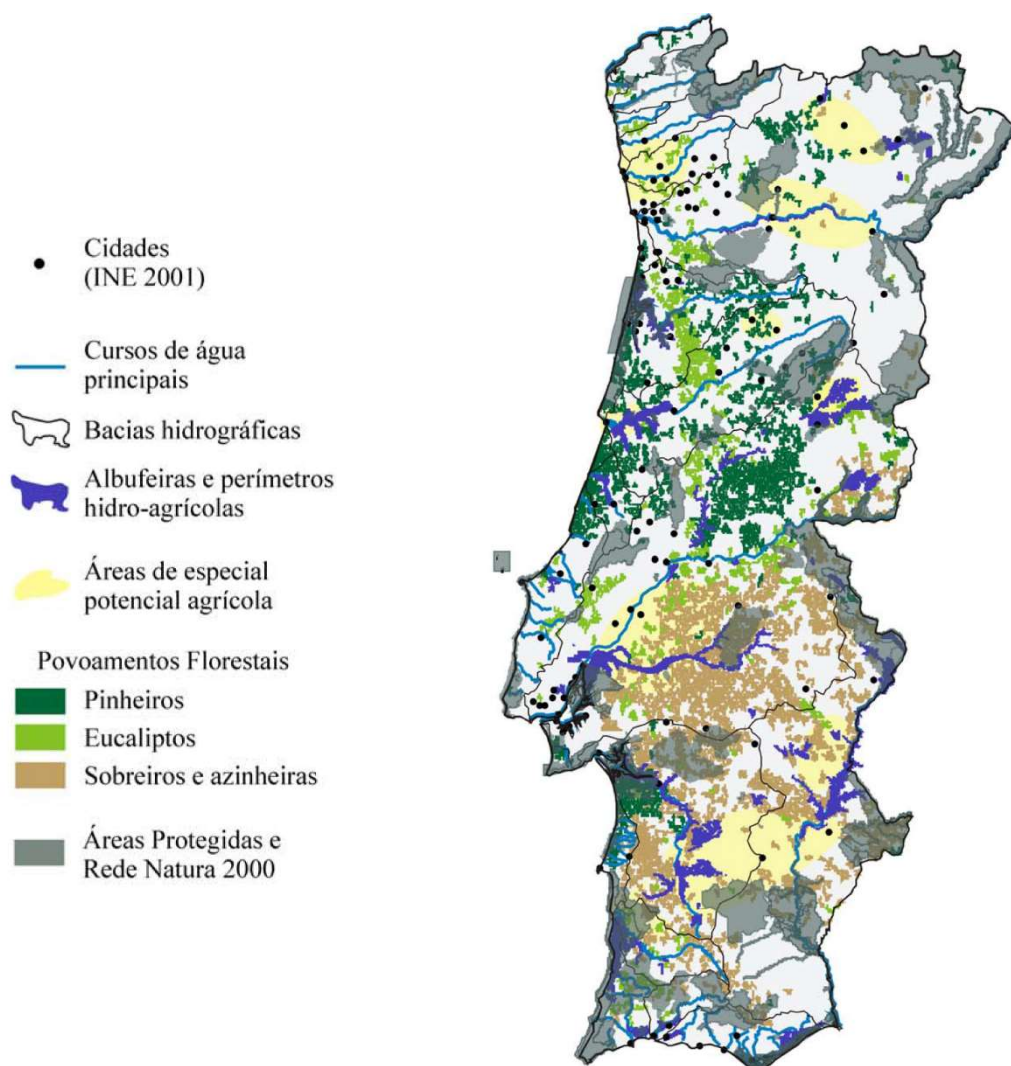 Cidades
(INE 2001)
Cursos de água
principais
Bacias hidrográficas
Albufeiras e perímetros
hidro-agrícolas
Áreas de especial
potencial agrícola
Povoamentos Florestais
Pinheiros
Eucaliptos
Sobreiros e azinheiras
Áreas Protegidas e
Rede Natura 2000